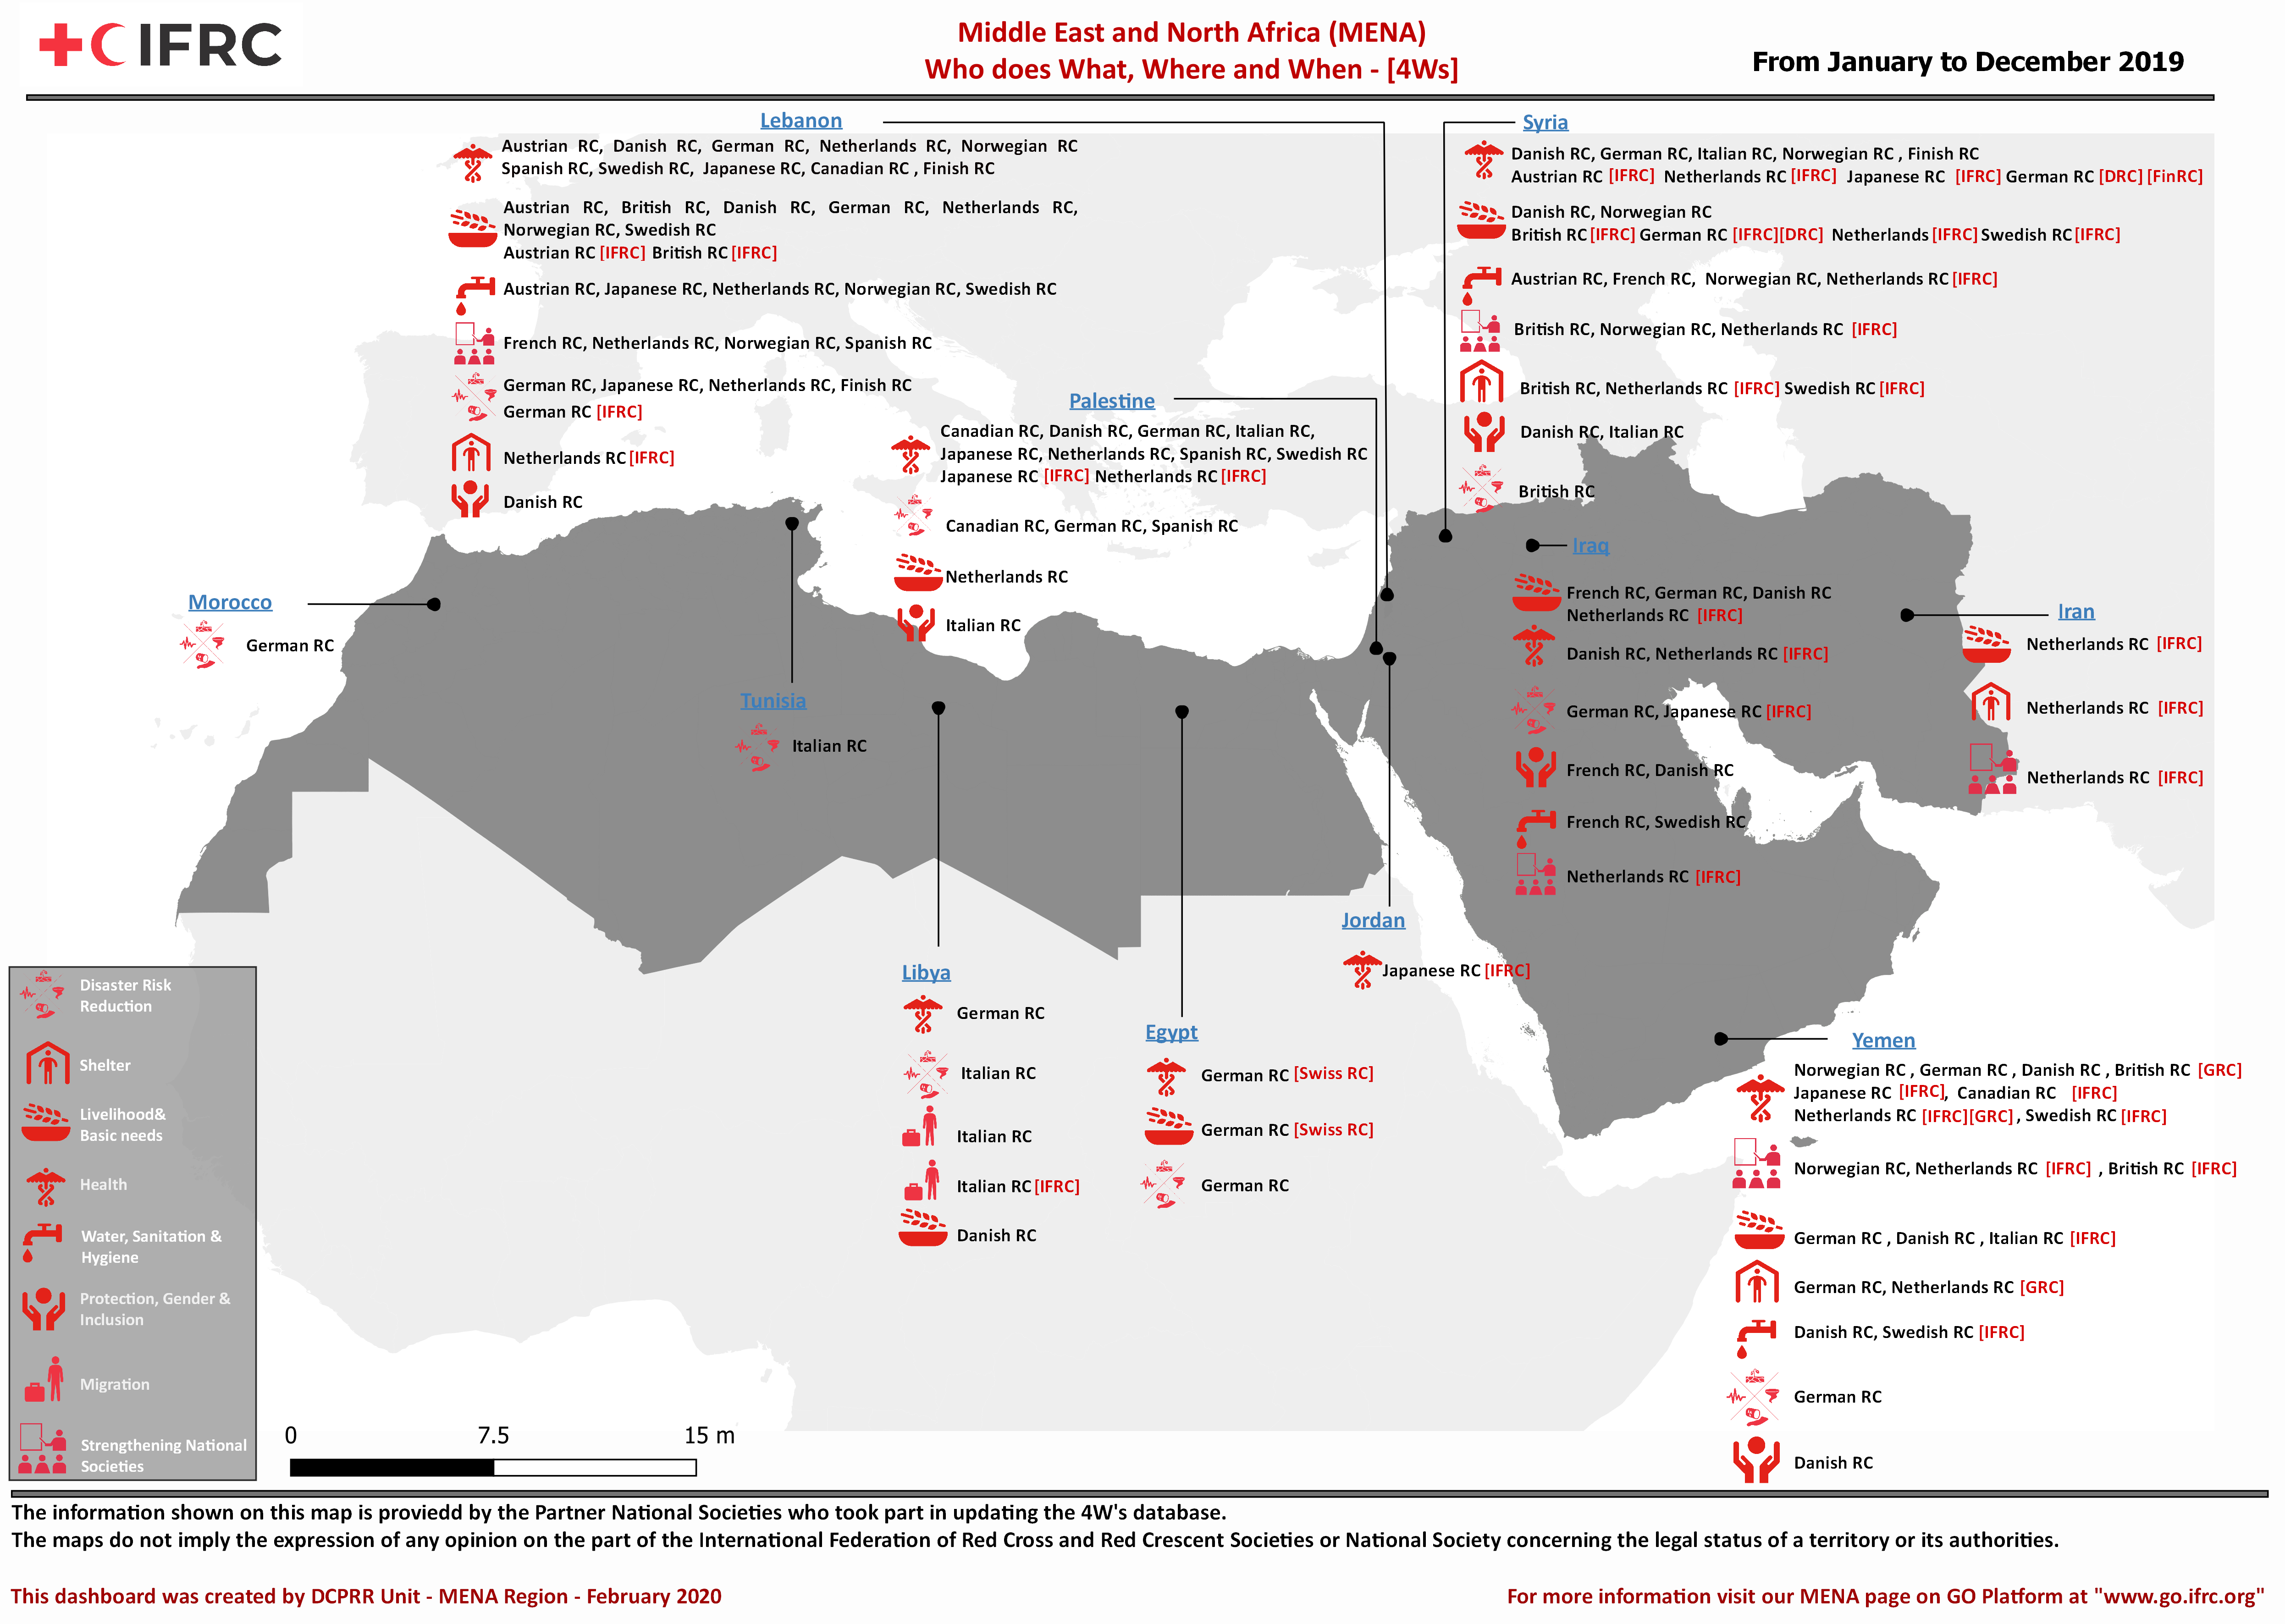 IFRC
Middle East and North Africa (MENA)
Who does What, Where and When - [4Ws]
From January to December 2019
Lebanon
Austrian RC, Danish RC, German RC, Netherlands RC, Norwegian RC
Spanish RC, Swedish RC, Japanese RC, Canadian RC , Finish RC
Austrian RC, British RC, Danish RC, German RC, Netherlands RC,
Norwegian RC, Swedish RC
Austrian RC [IFRC] British RC [IFRC]
Austrian RC, Japanese RC, Netherlands RC, Norwegian RC, Swedish RC
French RC, Netherlands RC, Norwegian RC, Spanish RC
German RC, Japanese RC, Netherlands RC, Finish RC
German RC [IFRC]
Netherlands RC [IFRC]
Danish RC
Syria
Danish RC, German RC, Italian RC, Norwegian RC , Finish RC
Austrian RC [IFRC] Netherlands RC [IFRC] Japanese RC [IFRC] German RC [DRC] [FinRC]
Danish RC, Norwegian RC
British RC [IFRC] German RC [IFRC][DRC] Netherlands [IFRC] Swedish RC [IFRC]
Austrian RC, French RC, Norwegian RC, Netherlands RC [IFRC]
British RC, Norwegian RC, Netherlands RC [IFRC]
British RC, Netherlands RC [IFRC] Swedish RC [IFRC]
Danish RC, Italian RC
British RC
Palestine
Canadian RC, Danish RC, German RC, Italian RC,
Japanese RC, Netherlands RC, Spanish RC, Swedish RC
Japanese RC [IFRC] Netherlands RC [IFRC]
Canadian RC, German RC, Spanish RC
Netherlands RC
Italian RC
Iraq
French RC, German RC, Danish RC
Netherlands RC [IFRC]
Danish RC, Netherlands RC [IFRC]
German RC, Japanese RC [IFRC]
French RC, Danish RC
French RC, Swedish RC
Netherlands RC [IFRC]
Iran
Netherlands RC [IFRC]
Netherlands RC [IFRC]
Netherlands RC [IFRC]
Morocco
German RC
Tunisia
Italian RC
Jordan
Japanese RC [IFRC]
Libya
German RC
Italian RC
Italian RC
Italian RC [IFRC]
Danish RC
Egypt
German RC [Swiss RC]
German RC [Swiss RC]
German RC
Yemen
Norwegian RC , German RC , Danish RC , British RC [GRC]
Japanese RC [IFRC], Canadian RC [IFRC]
Netherlands RC [IFRC][GRC] , Swedish RC [IFRC]
Norwegian RC, Netherlands RC [IFRC] , British RC [IFRC]
German RC , Danish RC , Italian RC [IFRC]
German RC, Netherlands RC [GRC]
Danish RC, Swedish RC [IFRC]
German RC
Danish RC
Disaster Risk
Reduction
Shelter
Livelihood&
Basic needs
Health
Water, Sanitation &
Hygiene
Protection, Gender &
Inclusion
Migration
Strengthening National
Societies
0 7.5 15 m
The information shown on this map is proviedd by the Partner National Societies who took part in updating the 4W's database.
The maps do not imply the expression of any opinion on the part of the International Federation of Red Cross and Red Crescent Societies or National Society concerning the legal status of a territory or its authorities.
This dashboard was created by DCPRR Unit - MENA Region - February 2020
For more information visit our MENA page on GO Platform at "www.go.ifrc.org"